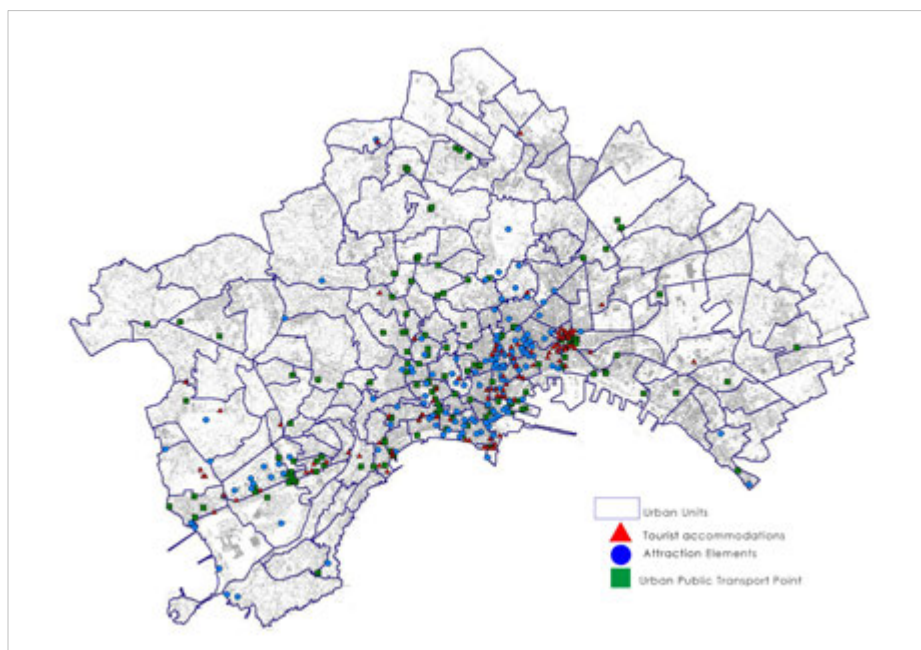 Urban Units
Tourist accommodations
Attraction Elements
Urban Public Transport Point